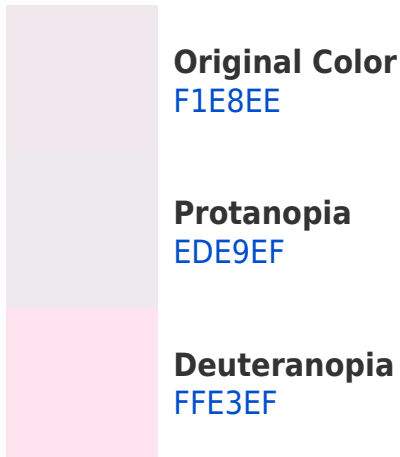 Original Color
F1E8EE
Protanopia
EDE9EF
Deuteranopia
FFE3EF